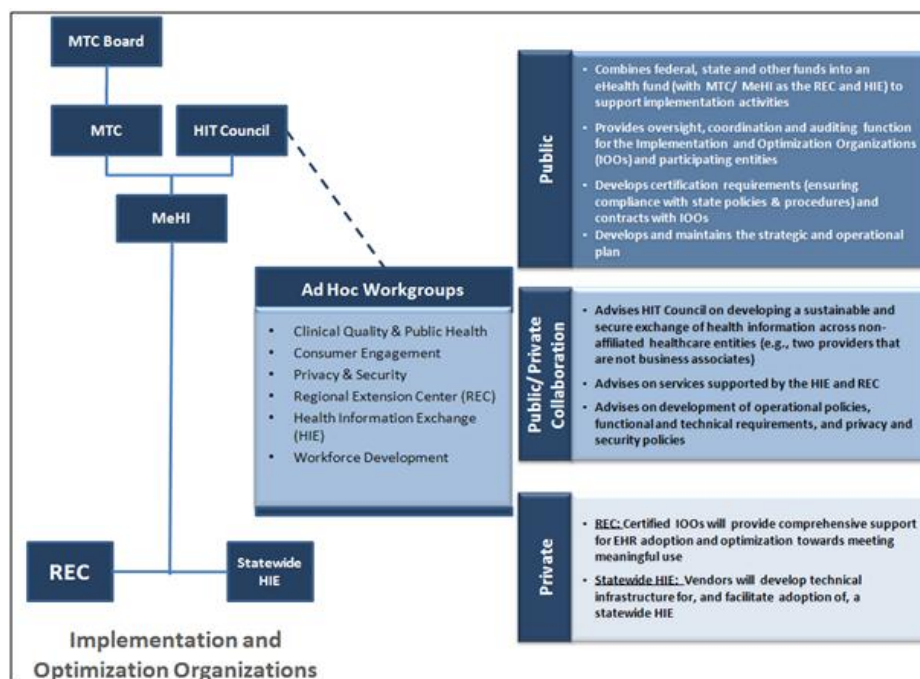 MTC Board
MTC
HIT Council
MeHI
Ad Hoc Workgroups
• Clinical Quality & Public Health
• Consumer Engagement
• Privacy & Security
• Regional Extension Center (REC)
• Health Information Exchange
(HIE)
• Workforce Development
REC
Statewide
HIE
Implementation and
Optimization Organizations
Public
• Combines federal, state and other funds into an
eHealth fund (with MTC/ MeHI as the REC and HIE) to
support implementation activities
• Provides oversight, coordination and auditing function
for the Implementation and Optimization Organizations
(IOOs) and participating entities
• Develops certification requirements (ensuring
compliance with state policies & procedures) and
contracts with IOOs
• Develops and maintains the strategic and operational
plan
Public/ Private
Collaboration
• Advises HIT Council on developing a sustainable and
secure exchange of health information across non-
affiliated healthcare entities (e.g., two providers that
are not business associates)
• Advises on services supported by the HIE and REC
• Advises on development of operational policies,
functional and technical requirements, and privacy and
security policies
Private
• REC: Certified IOOs will provide comprehensive support
for EHR adoption and optimization towards meeting
meaningful use
• Statewide HIE: Vendors will develop technical
infrastructure for, and facilitate adoption of, a
statewide HIE